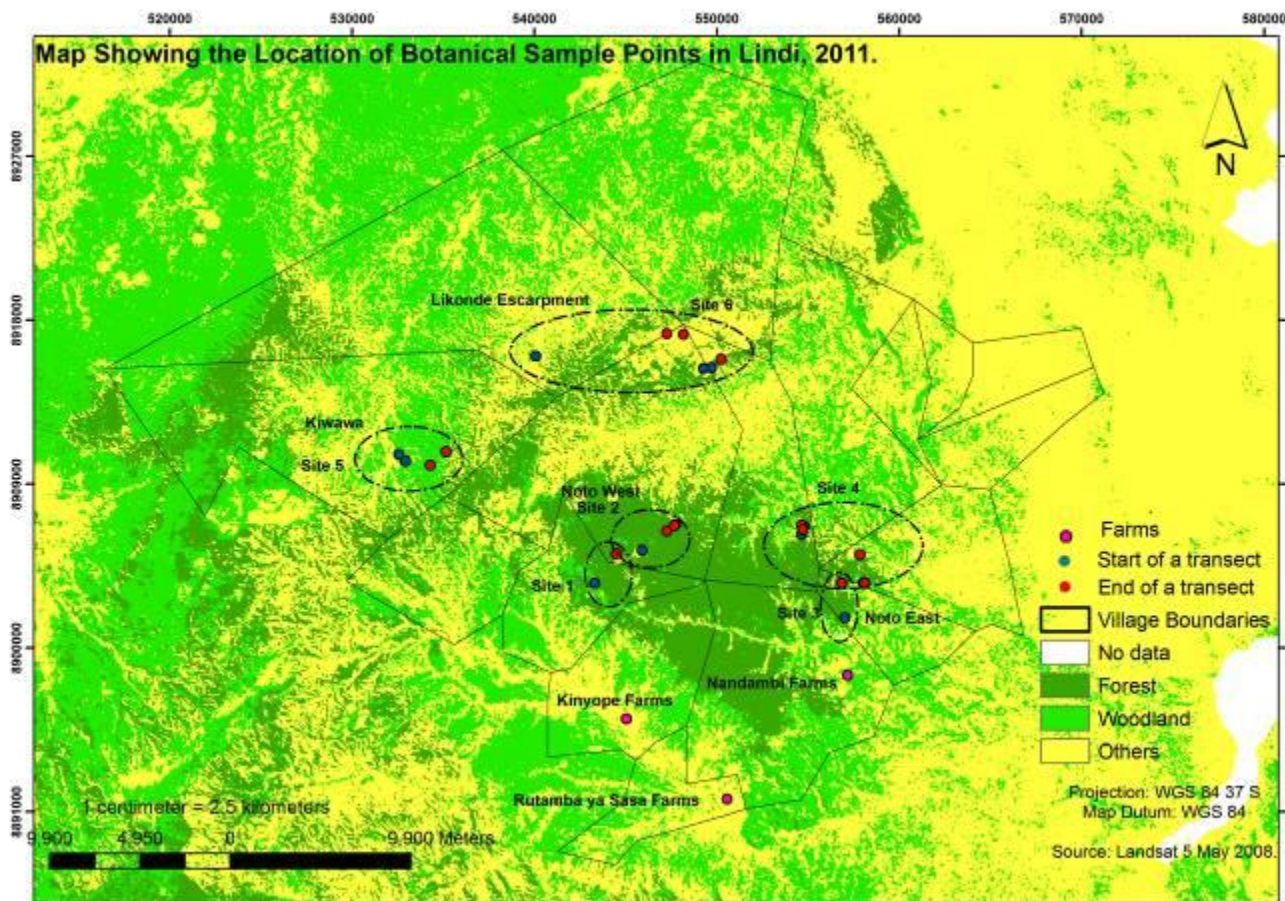 520000 530000 540000 550000 560000 570000 580000
Map Showing the Location of Botanical Sample Points in Lindi, 2011.
8927000
N
Likonde Escarpment
Site 6
8918000
Kiwawa
Site 5
8909000
Noto West
Site 2
Site 4
Site 1
Site 3
Noto East
8900000
Nandambi Farms
Kinyope Farms
Rutamba ya Sasa Farms
8891000
Farms
Start of a transect
End of a transect
Village Boundaries
No data
Forest
Woodland
Others
Projection: WGS 84 37 S
Map Dutum: WGS 84
Source: Landsat 5 May 2008.
1 centimeter = 2.5 kilometers
9,900 4,950 0 9,900 Meters